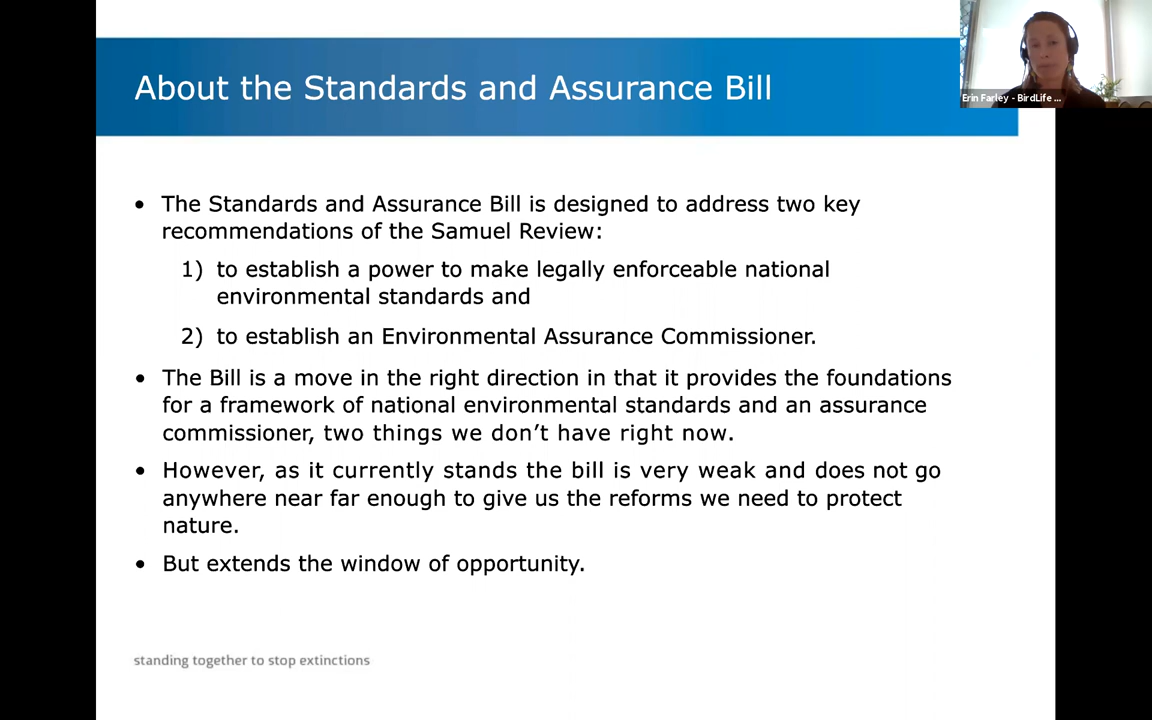 About the Standards and Assurance Bill
Erin Farley - BirdLife ...
• The Standards and Assurance Bill is designed to address two key
recommendations of the Samuel Review:
1) to establish a power to make legally enforceable national
environmental standards and
2) to establish an Environmental Assurance Commissioner.
• The Bill is a move in the right direction in that it provides the foundations
for a framework of national environmental standards and an assurance
commissioner, two things we don’t have right now.
• However, as it currently stands the bill is very weak and does not go
anywhere near far enough to give us the reforms we need to protect
nature.
• But extends the window of opportunity.
standing together to stop extinctions